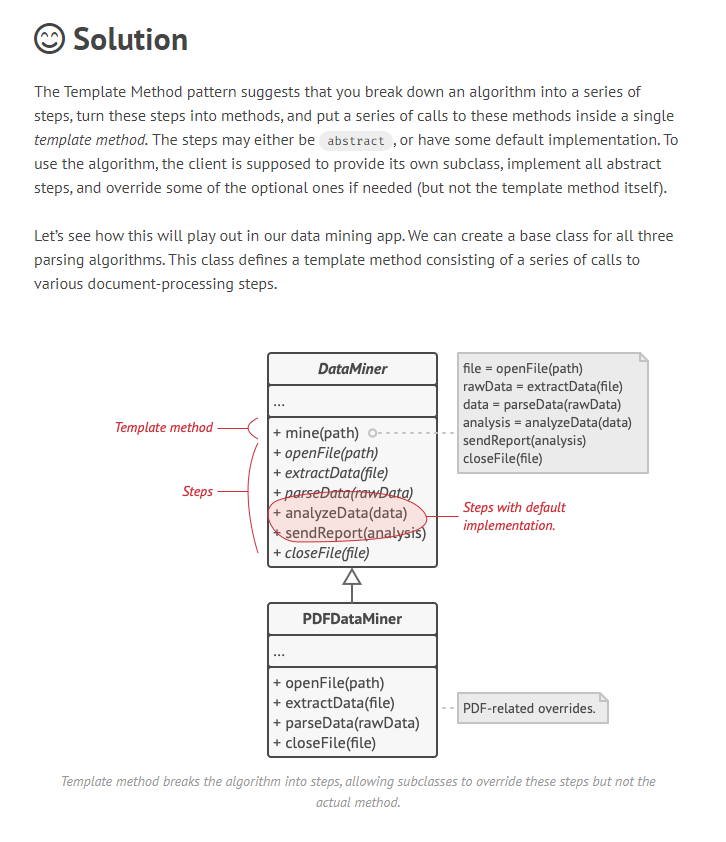 Solution
The Template Method pattern suggests that you break down an algorithm into a series of
steps, turn these steps into methods, and put a series of calls to these methods inside a single
template method. The steps may either be abstract, or have some default implementation. To
use the algorithm, the client is supposed to provide its own subclass, implement all abstract
steps, and override some of the optional ones if needed (but not the template method itself).
Let’s see how this will play out in our data mining app. We can create a base class for all three
parsing algorithms. This class defines a template method consisting of a series of calls to
various document-processing steps.
DataMiner
...
Template method
+ mine(path)
+ openFile(path)
+ extractData(file)
Steps
+ parseData(rawData)
+ analyzeData(data)
+ sendReport(analysis)
+ closeFile(file)
file = openFile(path)
rawData = extractData(file)
data = parseData(rawData)
analysis = analyzeData(data)
sendReport(analysis)
closeFile(file)
Steps with default
implementation.
PDFDataMiner
...
+ openFile(path)
+ extractData(file)
+ parseData(rawData)
+ closeFile(file)
PDF-related overrides.
Template method breaks the algorithm into steps, allowing subclasses to override these steps but not the
actual method.